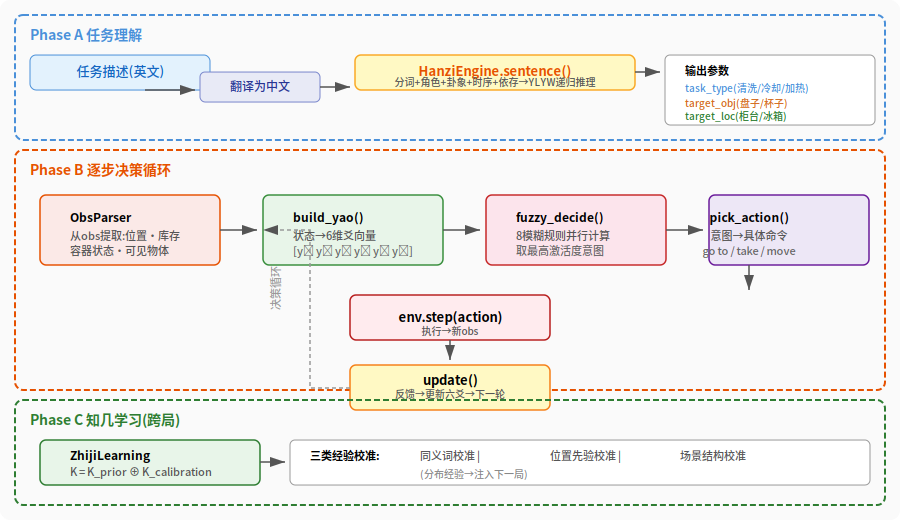 Phase A 任务理解
任务描述(英文)
翻译为中文
HanziEngine.sentence()
分词+角色+卦象+时序+依存→YLYW递归推理
输出参数
task_type(清洗/冷却/加热)
target_obj(盘子/杯子)
target_loc(柜台/冰箱)
Phase B 逐步决策循环
ObsParser
从obs提取:位置·库存
容器状态·可见物体
build_yao()
状态→6维爻向量
[y y y y y y]
fuzzy_decide()
8模糊规则并行计算
取最高激活度意图
pick_action()
意图→具体命令
go to / take / move
决策循环
env.step(action)
执行→新obs
update()
反馈→更新六爻→下一轮
Phase C 知几学习(跨局)
ZhijiLearning
K=K_prior ⊕ K_calibration
三类经验校准: 同义词校准 | 位置先验校准 | 场景结构校准
(分布经验→注入下一局)